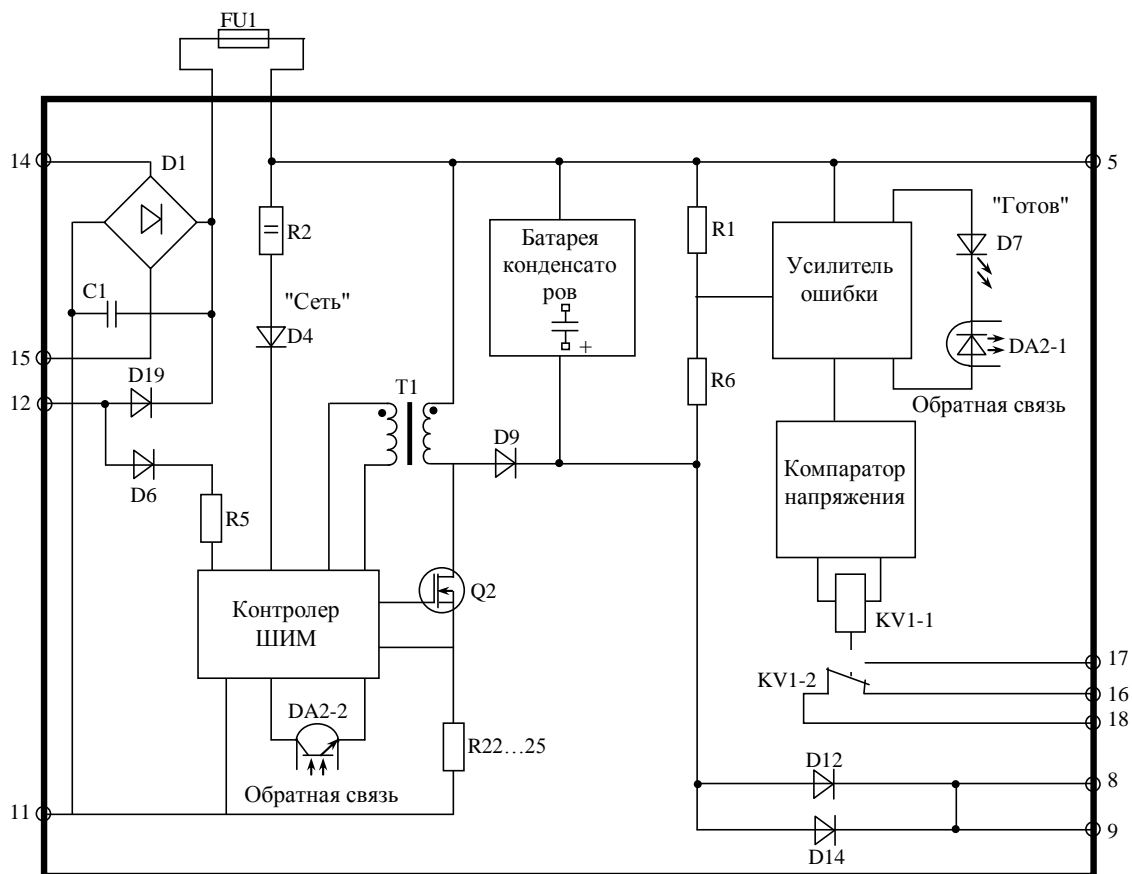 FU1
14
D1
5
R2
Батарея
конденсато
ров
+
R1
Усилитель
ошибки
"Готов"
D7
C1
"Сеть"
D4
DA2-1
15
D19
12
T1
R6
Обратная связь
D9
D6
R5
Компаратор
напряжения
Контролер
ШИМ
Q2
KV1-1
17
KV1-2
16
18
DA2-2
R22…25
D12
8
Обратная связь
11
9
D14